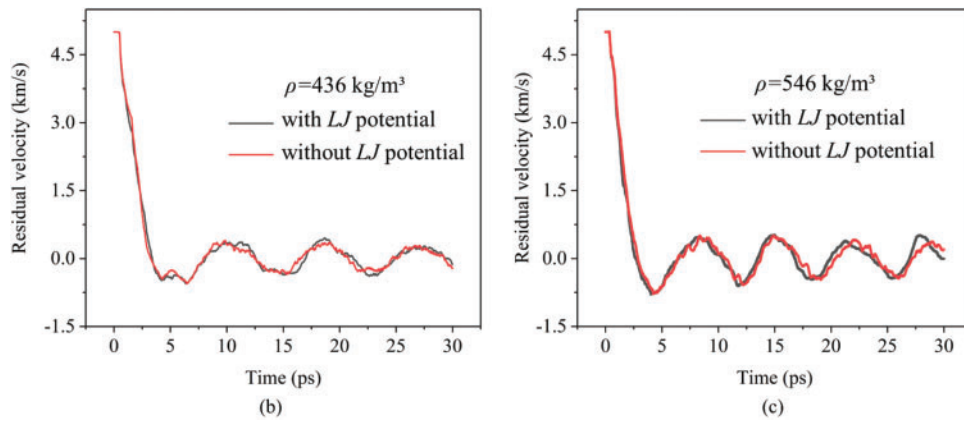 4.5
3.0
1.5
0.0
-1.5
Residual velocity (km/s)
ρ=436 kg/m³
with LJ potential
without LJ potential
0 5 10 15 20 25 30
Time (ps)
(b)
4.5
3.0
1.5
0.0
-1.5
Residual velocity (km/s)
ρ=546 kg/m³
with LJ potential
without LJ potential
0 5 10 15 20 25 30
Time (ps)
(c)